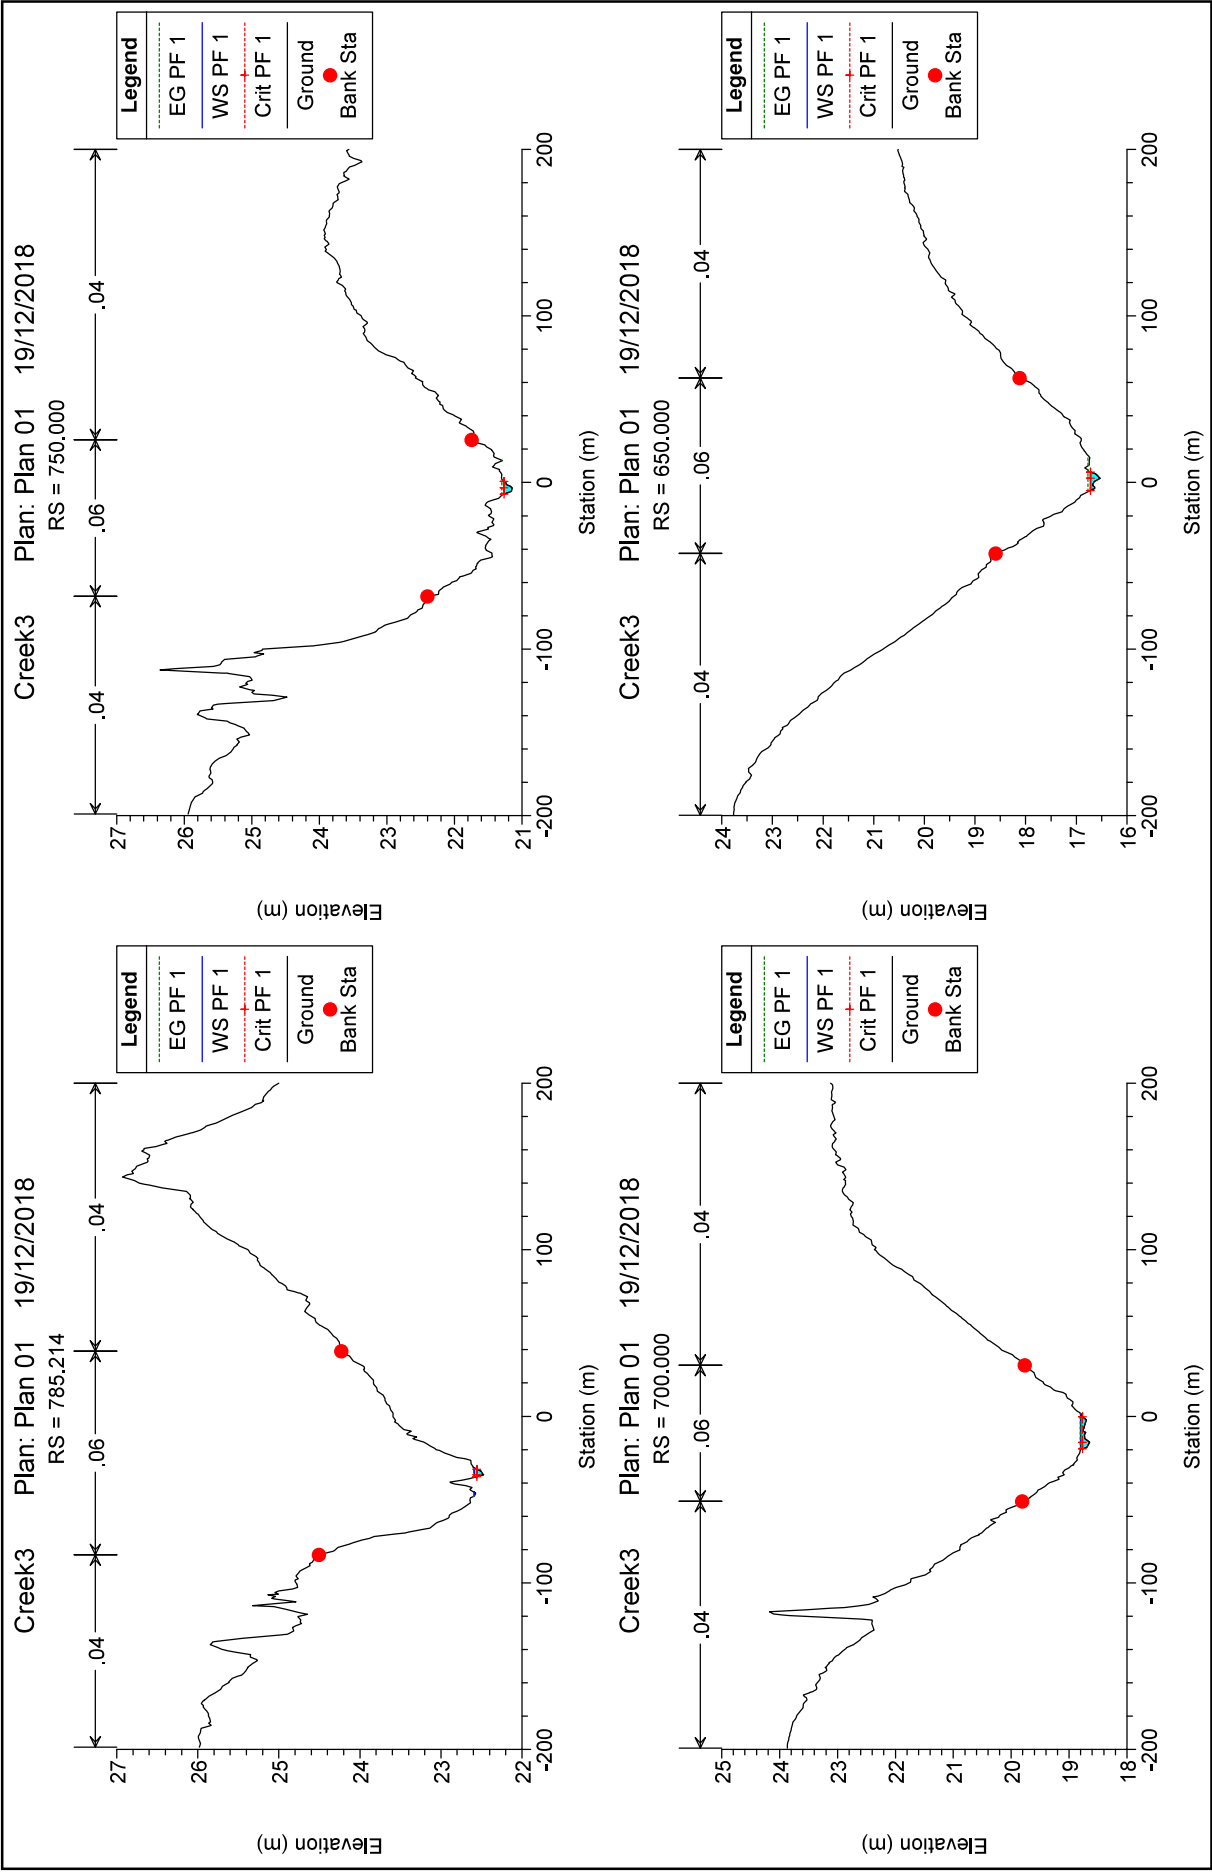 Creek3 Plan: Plan 01 19/12/2018
RS = 785.214
.04
.06
.04
Legend
EG PF 1
WS PF 1
Crit PF 1
Ground
Bank Sta
27
26
25
24
23
22
Elevation (m)
-200
-100
0
100
200
Station (m)
Creek3 Plan: Plan 01 19/12/2018
RS = 750.000
.04
.06
.04
Legend
EG PF 1
WS PF 1
Crit PF 1
Ground
Bank Sta
27
26
25
24
23
22
21
Elevation (m)
-200
-100
0
100
200
Station (m)
Creek3 Plan: Plan 01 19/12/2018
RS = 700.000
.04
.06
.04
Legend
EG PF 1
WS PF 1
Crit PF 1
Ground
Bank Sta
25
24
23
22
21
20
19
18
Elevation (m)
-200
-100
0
100
200
Station (m)
Creek3 Plan: Plan 01 19/12/2018
RS = 650.000
.04
.06
.04
Legend
EG PF 1
WS PF 1
Crit PF 1
Ground
Bank Sta
24
23
22
21
20
19
18
17
16
Elevation (m)
-200
-100
0
100
200
Station (m)